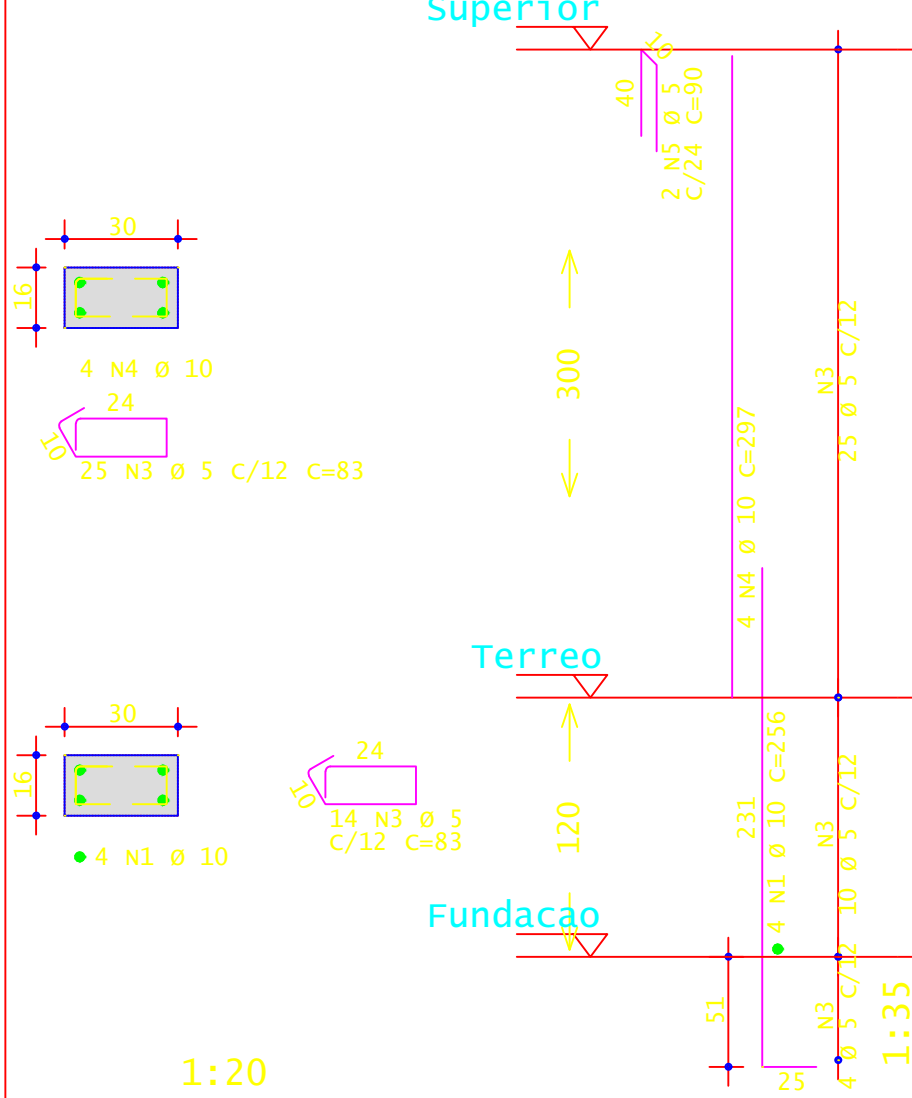 Superior
10
40
2 N5 Ø 5
C/24 C=90
30
16
4 N4 Ø 10
24
10
25 N3 Ø 5 C/12 C=83
300
4 N4 Ø 10 C=297
N3
25 Ø 5 C/12
Terreo
30
16
4 N1 Ø 10
24
10
14 N3 Ø 5
C/12 C=83
120
231
4 N1 Ø 10 C=256
N3
10 Ø 5 C/12
Fundacao
51
25
N3
4 Ø 5 C/12
1:20
1:35